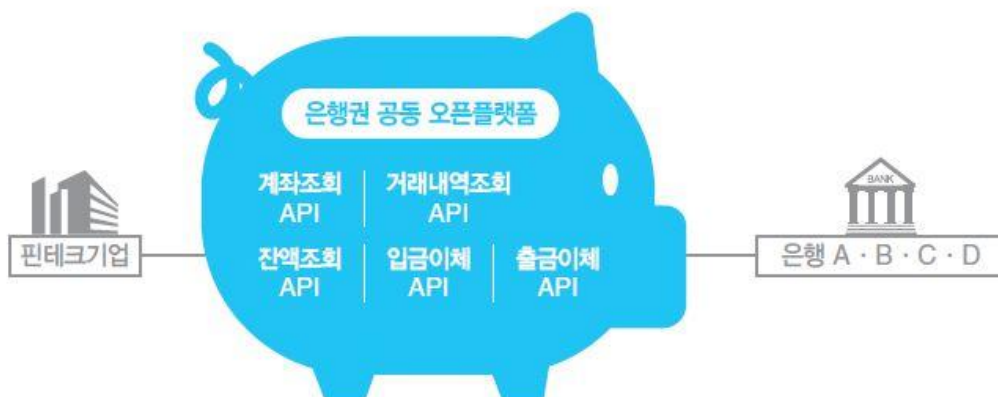 은행권 공동 오픈플랫폼
계좌조회
API
거래내역조회
API
잔액조회
API
입금이체
API
출금이체
API
핀테크기업
BANK
은행 A · B · C · D